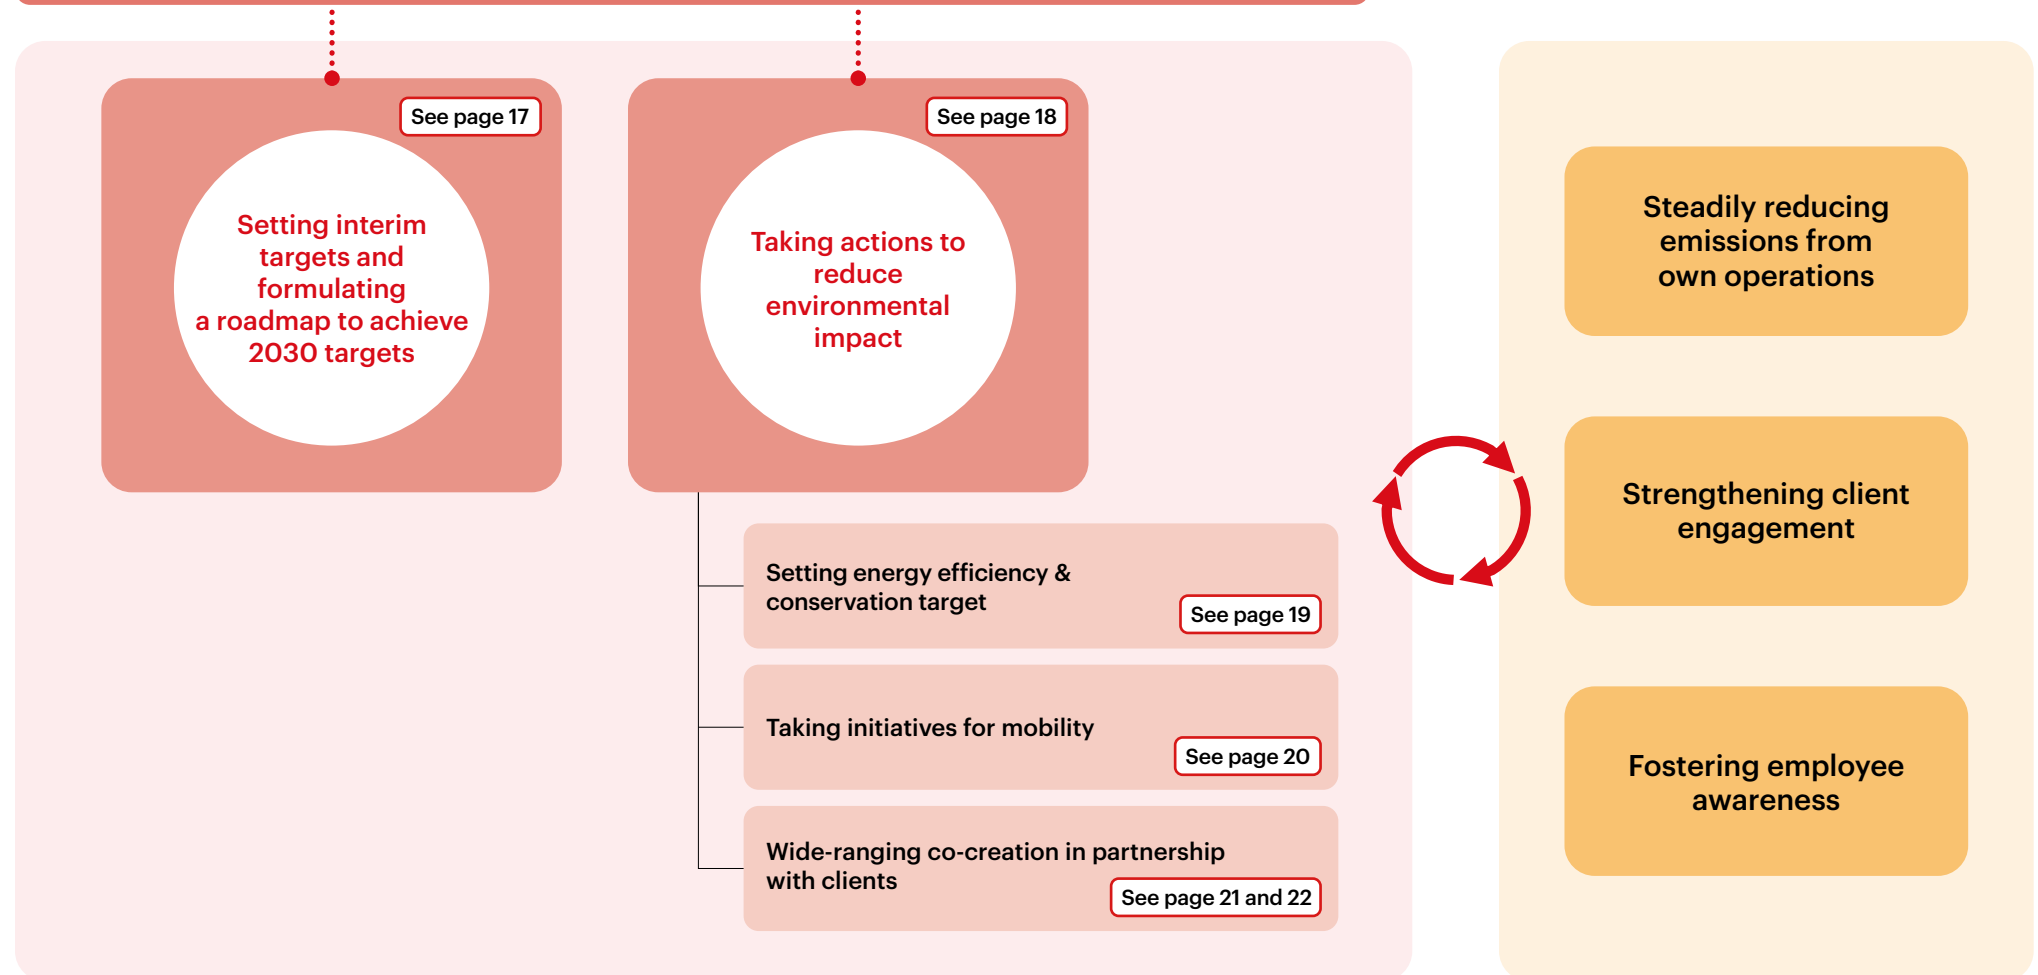 See page 17
Setting interim
targets and
formulating
a roadmap to achieve
2030 targets
See page 18
Taking actions to
reduce
environmental
impact
Setting energy efficiency &
conservation target
See page 19
Taking initiatives for mobility
See page 20
Wide-ranging co-creation in partnership
with clients
See page 21 and 22
Steadily reducing
emissions from
own operations
Strengthening client
engagement
Fostering employee
awareness